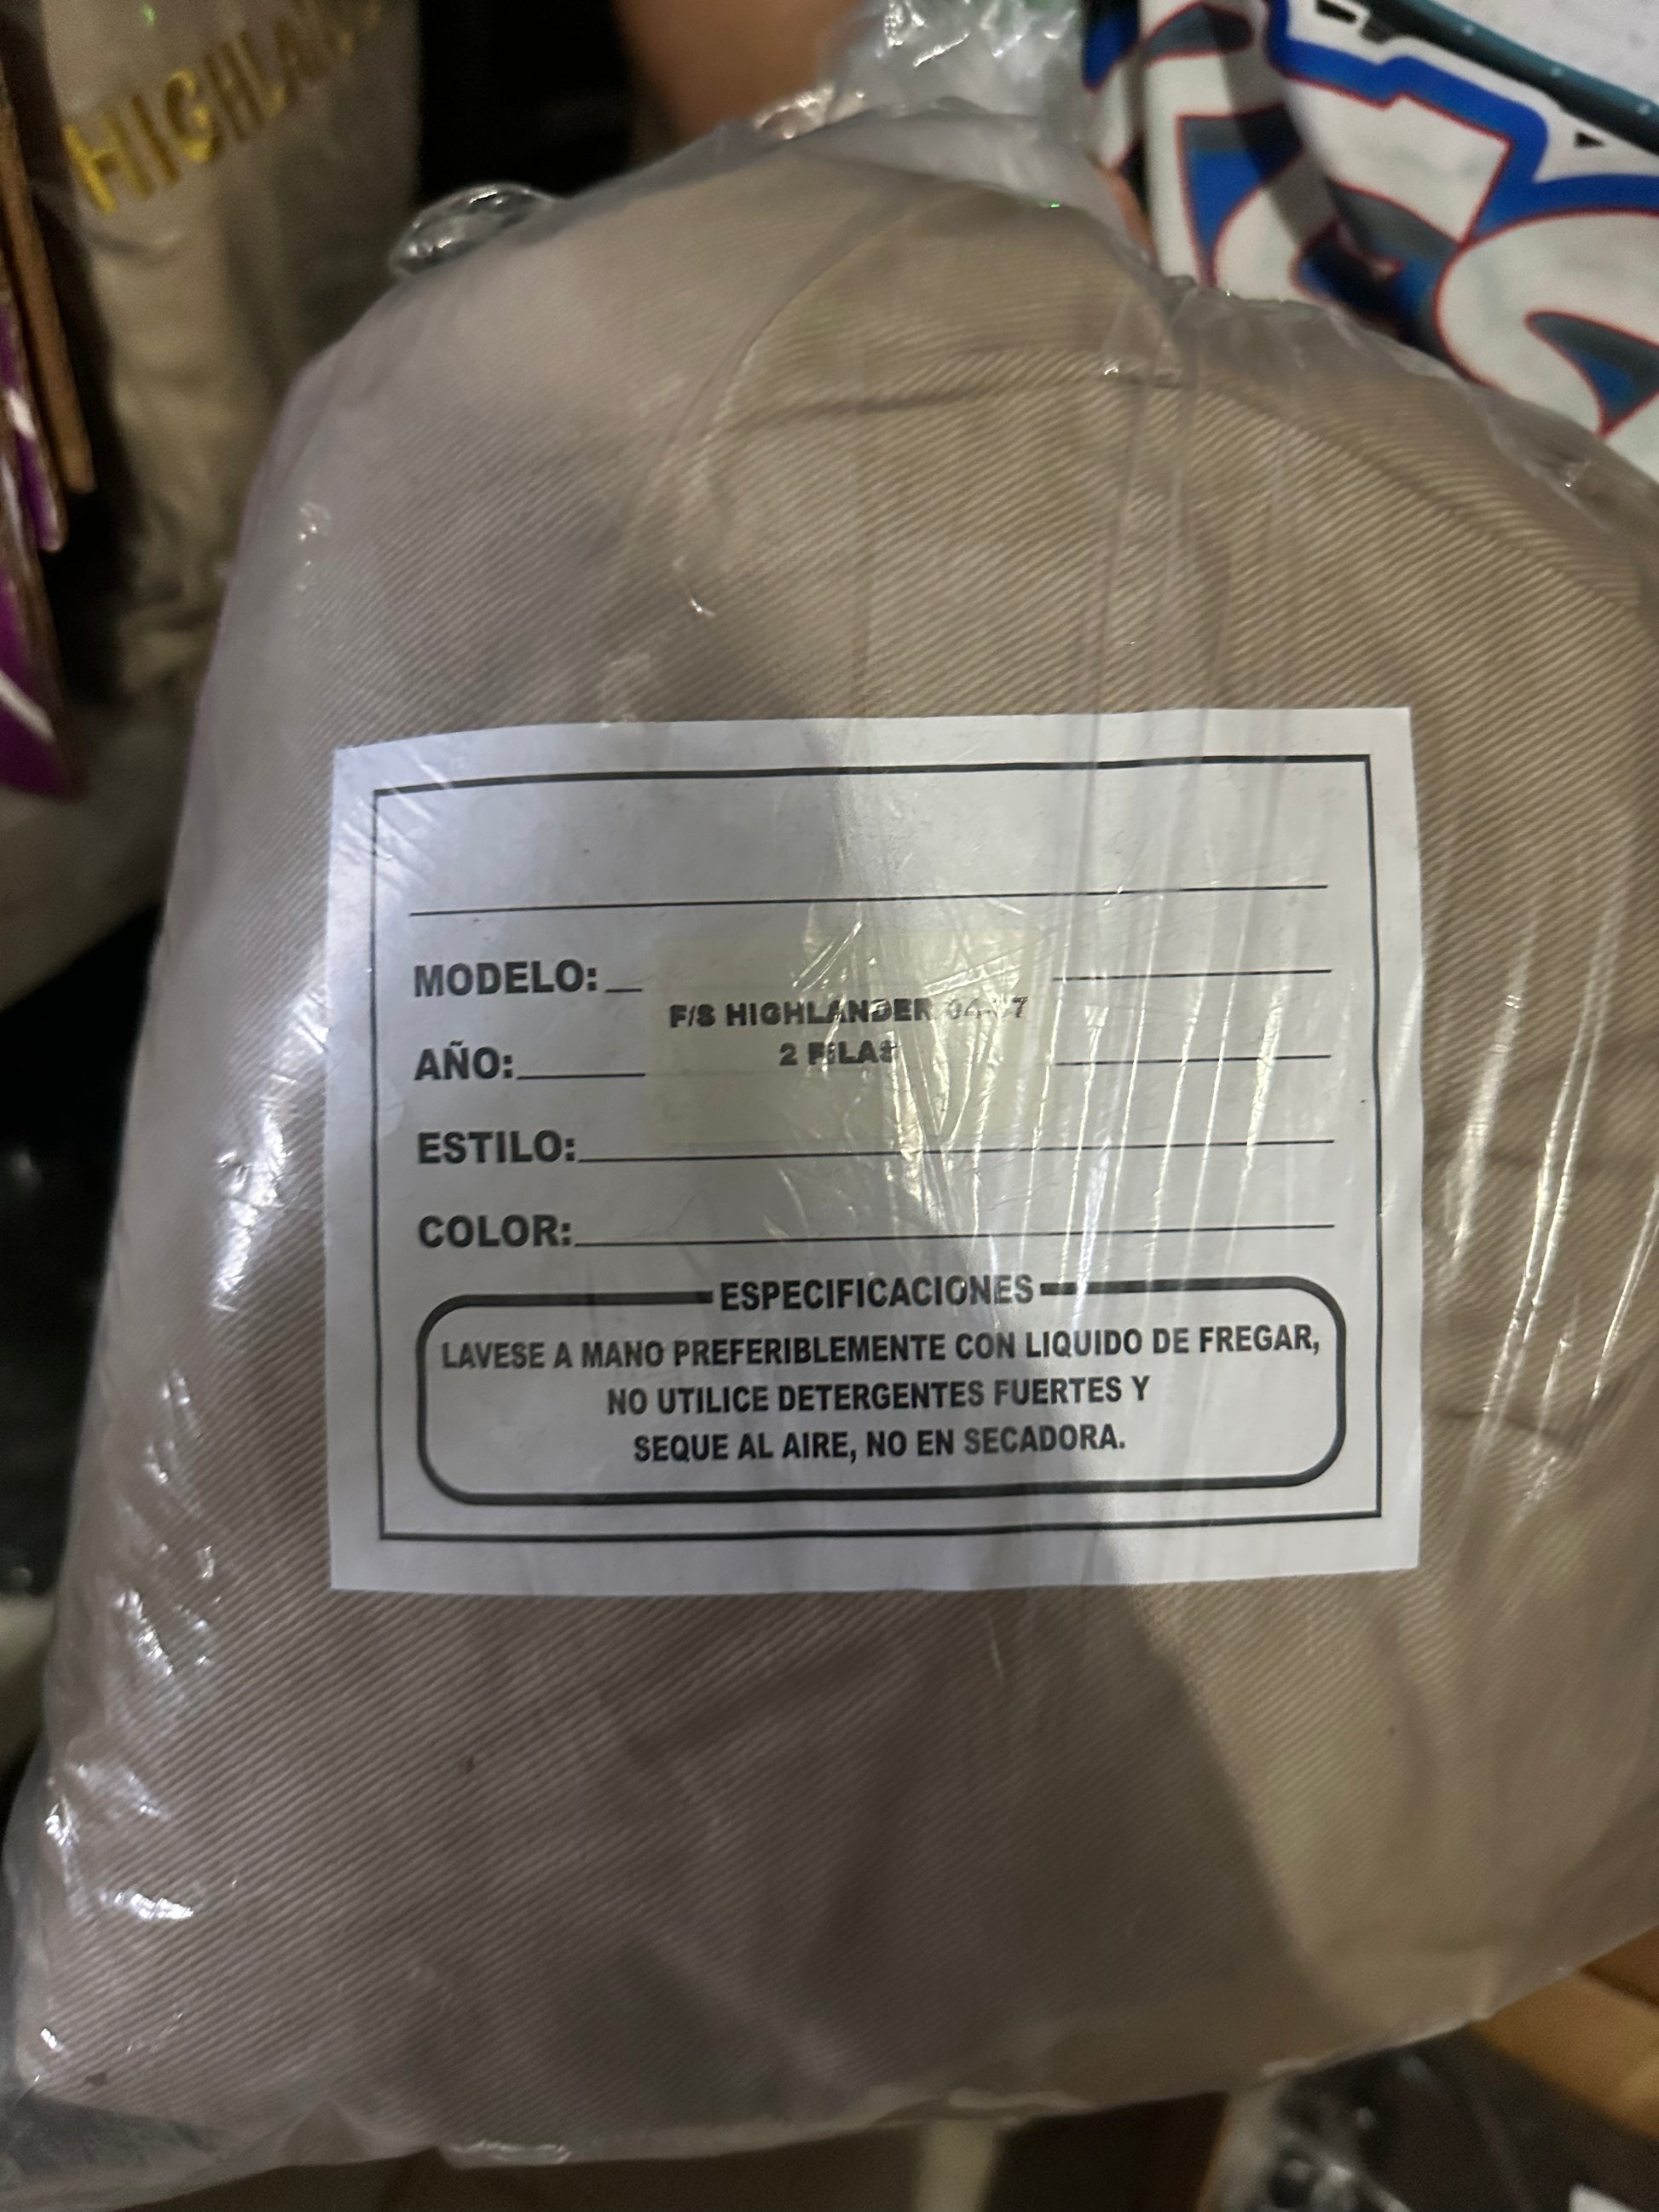 MODELO:
F/S HIGHLANDER
2 FILAS
AÑO:
ESTILO:
COLOR:
ESPECIFICACIONES
LAVESE A MANO PREFERIBLEMENTE CON LIQUIDO DE FREGAR,
NO UTILICE DETERGENTES FUERTES Y
SEQUE AL AIRE, NO EN SECADORA.